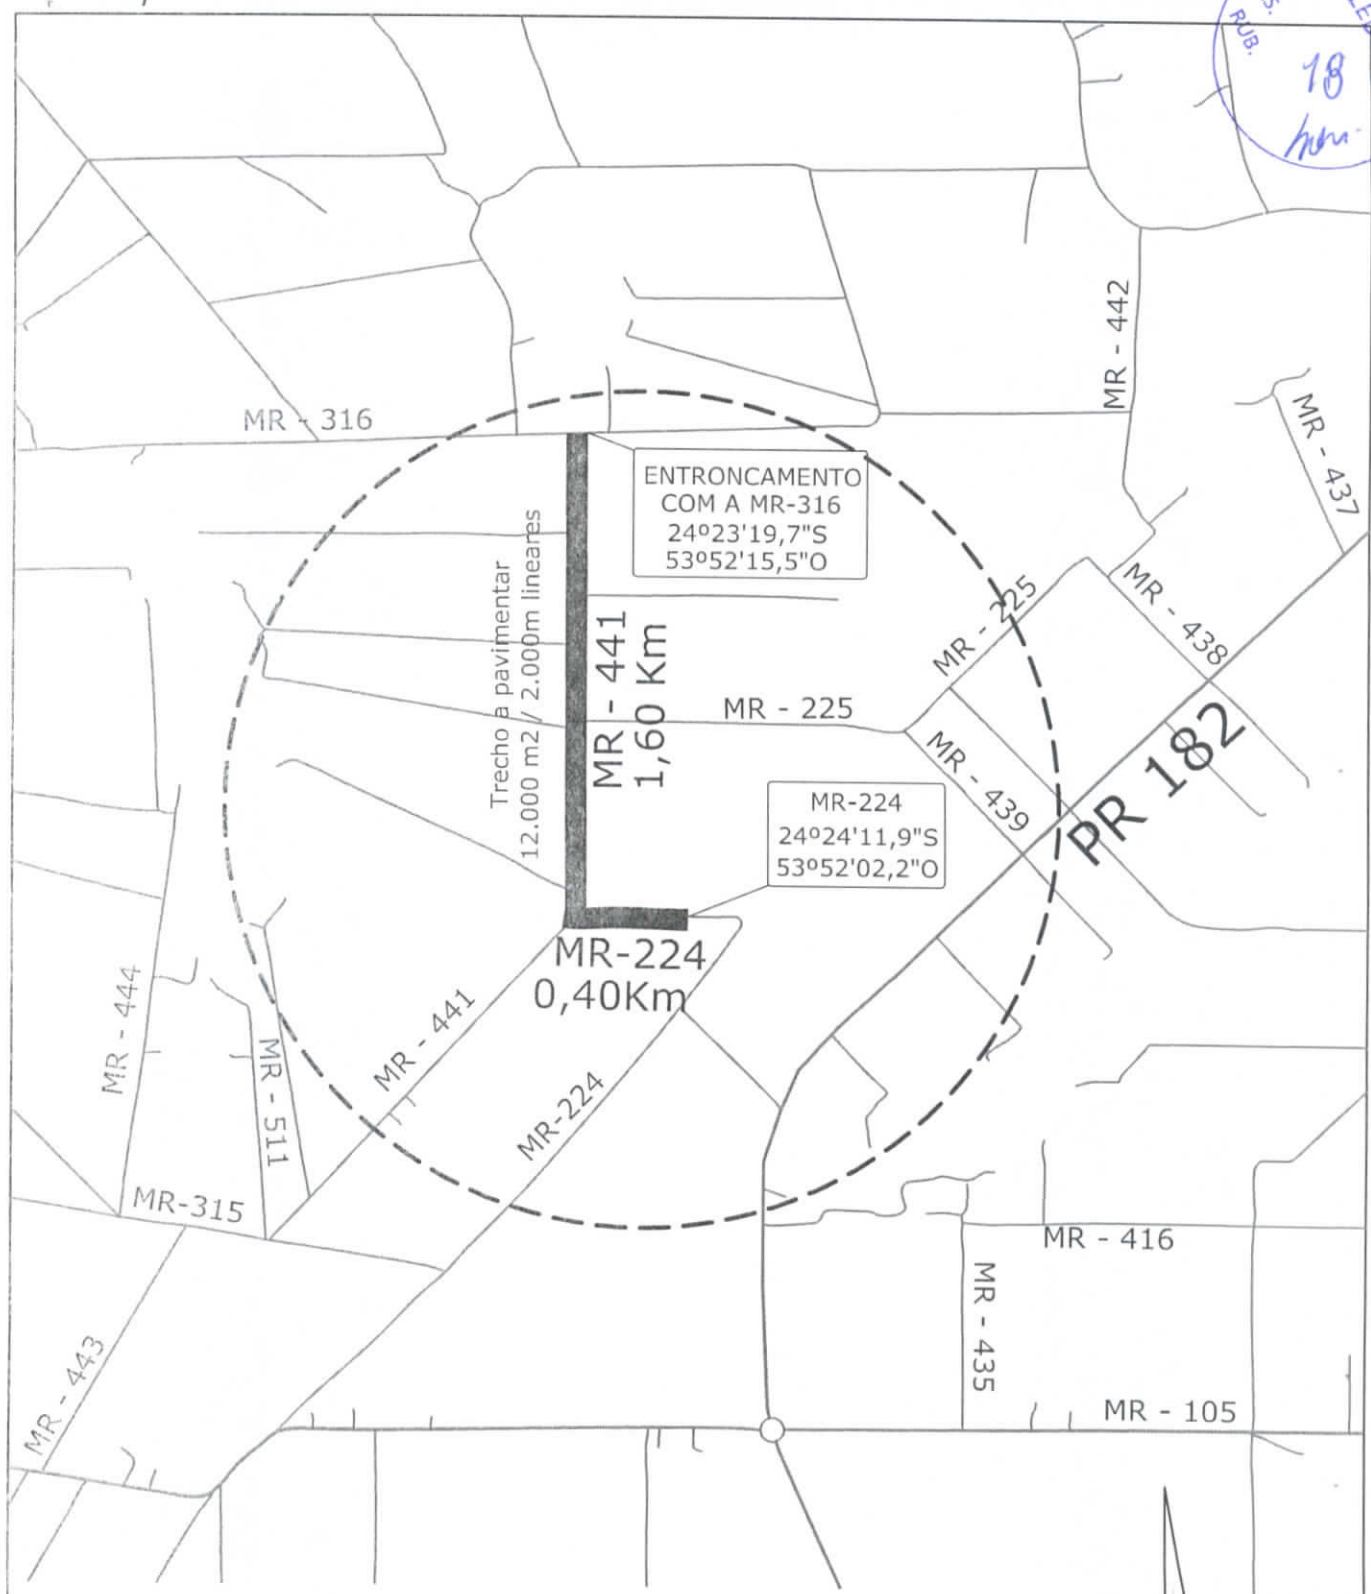 RUB.
18
MR - 442
MR - 316
MR - 437
ENTRONCAMENTO
COM A MR-316
24º23'19,7"S
53º52'15,5"O
Trecho a pavimentar
12.000 m2 / 2.000m lineares
MR - 441
1,60 Km
MR - 225
MR - 438
MR - 225
PR 182
MR - 439
MR-224
24º24'11,9"S
53º52'02,2"O
MR-224
0,40Km
MR - 444
MR - 441
MR - 511
MR-224
MR-315
MR - 416
MR - 435
MR - 443
MR - 105